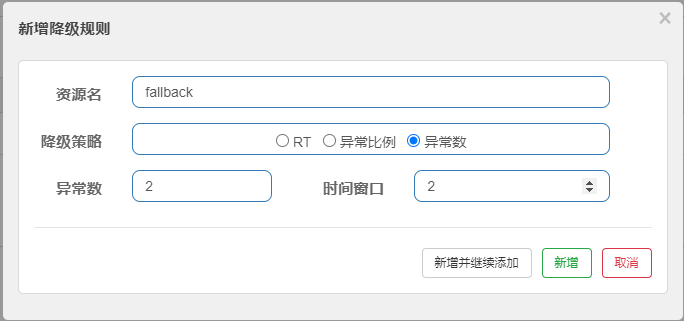 新增降级规则
×
资源名 fallback
降级策略 RT 异常比例 异常数
异常数 2 时间窗口 2
新增并继续添加 新增 取消